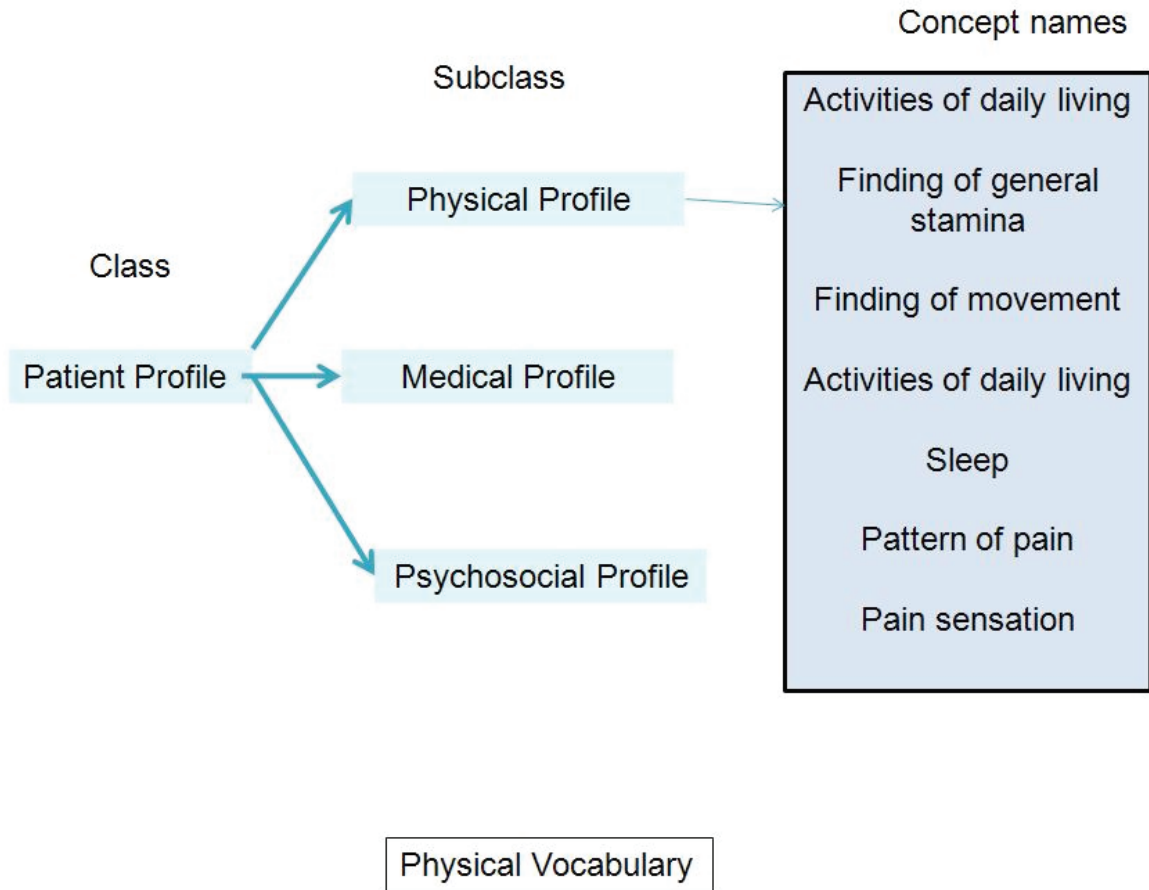 Concept names
Subclass
Activities of daily living
Physical Profile
Finding of general
stamina
Class
Finding of movement
Patient Profile
Medical Profile
Activities of daily living
Sleep
Pattern of pain
Psychosocial Profile
Pain sensation
Physical Vocabulary